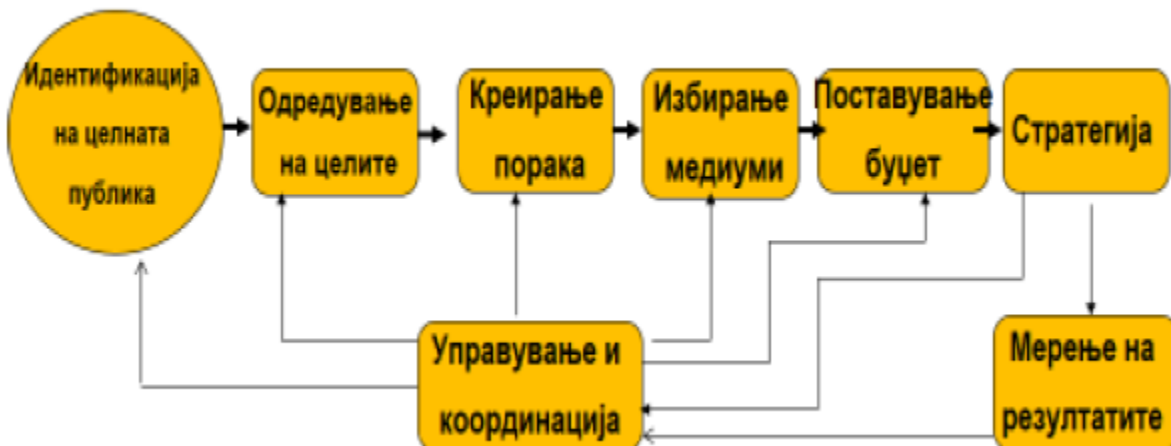 Идентификација
на целната
публика
Одредување
на целите
Креирање
порака
Избирање
медиуми
Поставување
буџет
Стратегија
Управување и
координација
Мерење на
резултатите